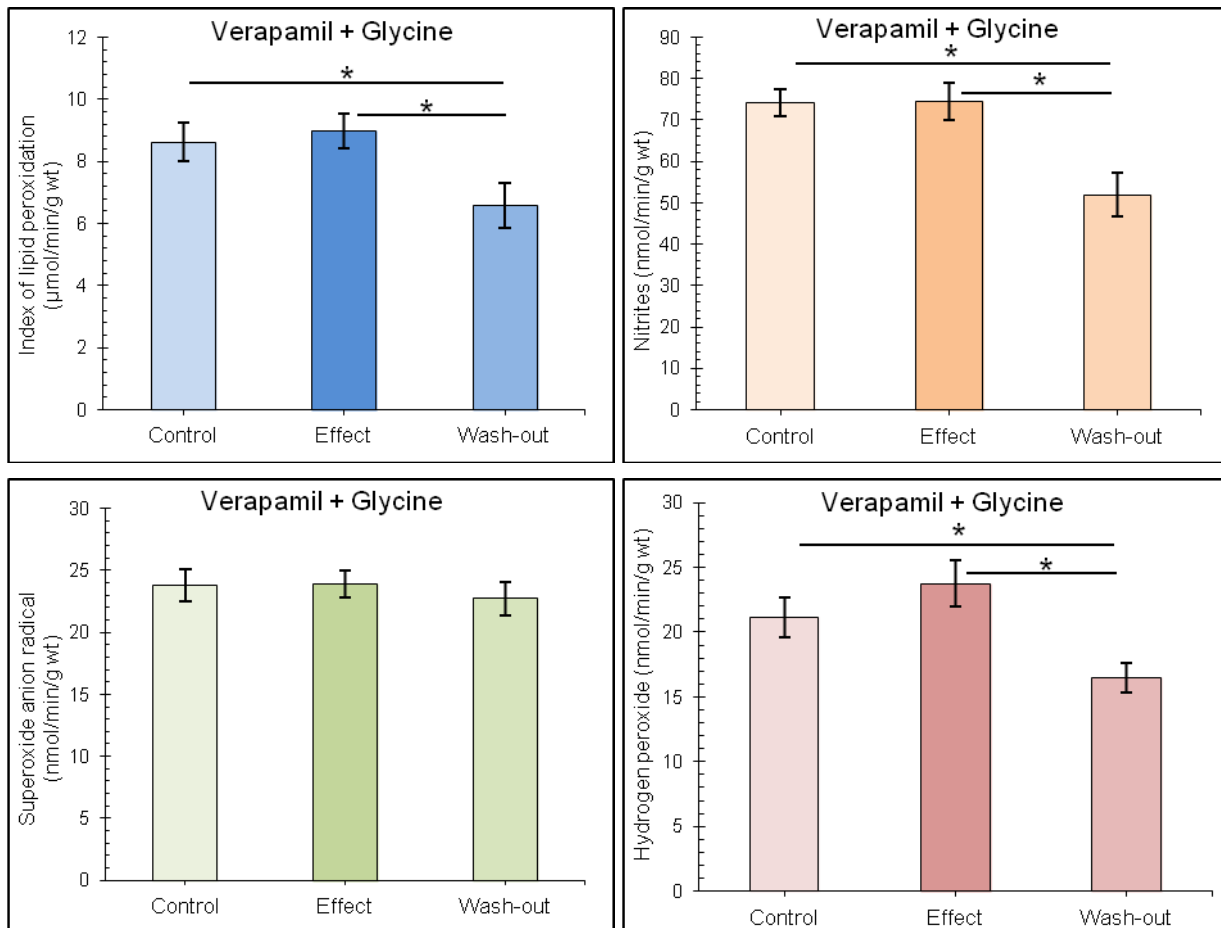 Verapamil + Glycine
Index of lipid peroxidation
(µmol/min/g wt)
12
10
8
6
4
2
0
*
*
Control Effect Wash-out
Verapamil + Glycine
Nitrites (nmol/min/g wt)
90
80
70
60
50
40
30
20
10
0
*
*
Control Effect Wash-out
Verapamil + Glycine
Superoxide anion radical
(nmol/min/g wt)
30
25
20
15
10
5
0
Control Effect Wash-out
Verapamil + Glycine
Hydrogen peroxide (nmol/min/g wt)
30
25
20
15
10
5
0
*
*
Control Effect Wash-out